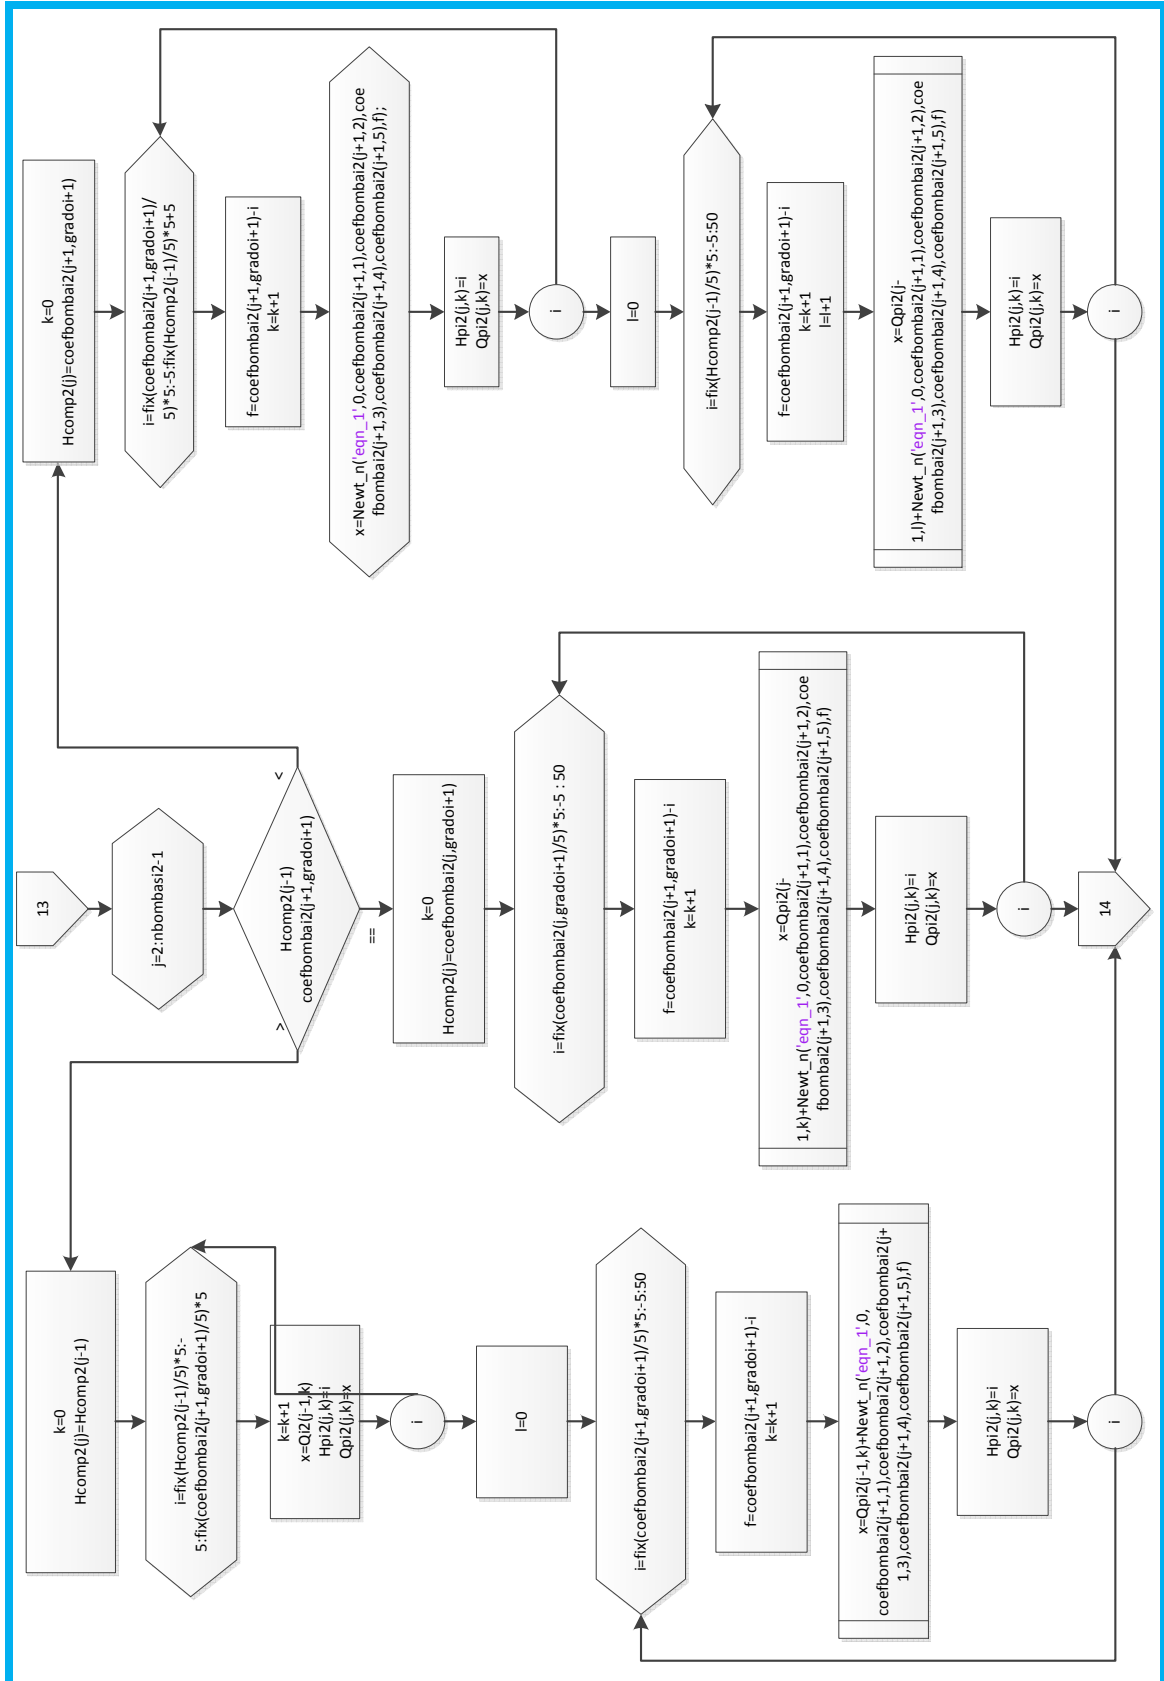 13
j=2:nbombasi2-1
Hcomp2(j-1)
coefbombai2(j+1,gradoi+1)
>
==
<
k=0
Hcomp2(j)=Hcomp2(j-1)
i=fix(Hcomp2(j-1)/5)*5:-
5:fix(coefbombai2(j+1,gradoi+1)/5)*5
k=k+1
x=Qi2(j-1,k)
Hpi2(j,k)=i
Qpi2(j,k)=x
i
l=0
i=fix(coefbombai2(j+1,gradoi+1)/5)*5:-5:50
f=coefbombai2(j+1,gradoi+1)-i
k=k+1
x=Qpi2(j-1,k)+Newt_n('eqn_1',0,
coefbombai2(j+1,1),coefbombai2(j+1,2),coefbombai2(j+
1,3),coefbombai2(j+1,4),coefbombai2(j+1,5),f)
Hpi2(j,k)=i
Qpi2(j,k)=x
i
k=0
Hcomp2(j)=coefbombai2(j,gradoi+1)
i=fix(coefbombai2(j,gradoi+1)/5)*5:-5 : 50
f=coefbombai2(j+1,gradoi+1)-i
k=k+1
x=Qpi2(j-
1,k)+Newt_n('eqn_1',0,coefbombai2(j+1,1),coefbombai2(j+1,2),coe
fbombai2(j+1,3),coefbombai2(j+1,4),coefbombai2(j+1,5),f)
Hpi2(j,k)=i
Qpi2(j,k)=x
i
k=0
Hcomp2(j)=coefbombai2(j+1,gradoi+1)
i=fix(coefbombai2(j+1,gradoi+1)/
5)*5:-5:fix(Hcomp2(j-1)/5)*5+5
f=coefbombai2(j+1,gradoi+1)-i
k=k+1
x=Newt_n('eqn_1',0,coefbombai2(j+1,1),coefbombai2(j+1,2),coe
fbombai2(j+1,3),coefbombai2(j+1,4),coefbombai2(j+1,5),f);
Hpi2(j,k)=i
Qpi2(j,k)=x
i
l=0
i=fix(Hcomp2(j-1)/5)*5:-5:50
f=coefbombai2(j+1,gradoi+1)-i
k=k+1
l=l+1
x=Qpi2(j-
1,l)+Newt_n('eqn_1',0,coefbombai2(j+1,1),coefbombai2(j+1,2),coe
fbombai2(j+1,3),coefbombai2(j+1,4),coefbombai2(j+1,5),f)
Hpi2(j,k)=i
Qpi2(j,k)=x
i
14